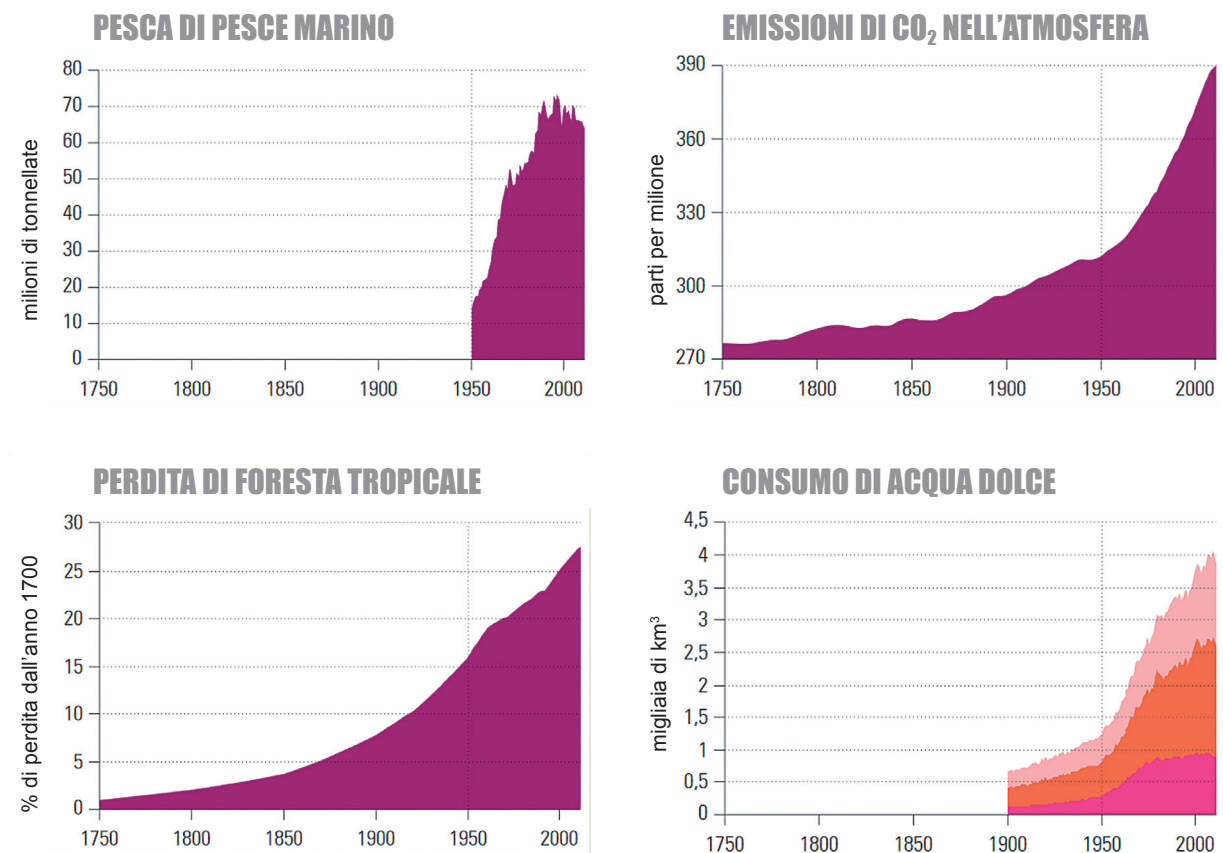 PESCA DI PESCE MARINO
milioni di tonnellate
80
70
60
50
40
30
20
10
0
1750 1800 1850 1900 1950 2000
EMISSIONI DI CO₂ NELL’ATMOSFERA
parti per milione
390
360
330
300
270
1750 1800 1850 1900 1950 2000
PERDITA DI FORESTA TROPICALE
% di perdita dall’anno 1700
30
25
20
15
10
5
0
1750 1800 1850 1900 1950 2000
CONSUMO DI ACQUA DOLCE
migliaia di km³
4,5
4
3,5
3
2,5
2
1,5
1
0,5
0
1750 1800 1850 1900 1950 2000